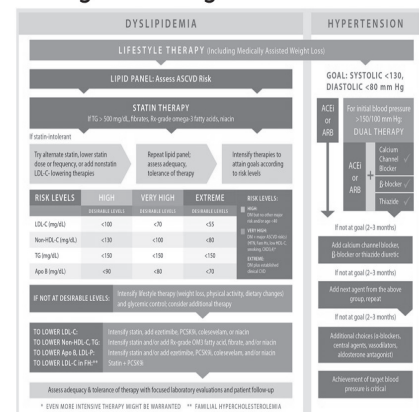 DYSLIPIDEMIA
LIFESTYLE THERAPY (Including Medically Assisted Weight Loss)
LIPID PANEL: Assess ASCVD Risk
STATIN THERAPY
If TG > 500 mg/dL, fibrates, Rx-grade omega-3 fatty acids, niacin
If statin-intolerant
Try alternate statin, lower statin
dose or frequency, or add nonstatin
LDL-C- lowering therapies
Repeat lipid panel;
assess adequacy,
tolerance of therapy
Intensify therapies to
attain goals according
to risk levels
RISK LEVELS HIGH VERY HIGH EXTREME
DESIRABLE LEVELS DESIRABLE LEVELS DESIRABLE LEVELS
LDL-C (mg/dL) <100 <70 <55
Non-HDL-C (mg/dL) <130 <100 <80
TG (mg/dL) <150 <150 <150
Apo B (mg/dL) <90 <80 <70
RISK LEVELS:
HIGH
VERY HIGH
EXTREME
IF NOT AT DESIRABLE LEVELS: Intensify lifestyle therapy (weight loss, physical activity, dietary changes)
and glycemic control; consider additional therapy
TO LOWER LDL-C: Intensify statin, add ezetimibe, PCSK9i, colesevelam, or niacin
TO LOWER Non-HDL-C, TG: Intensify statin and/or add Rx-grade OM3 fatty acid, fibrate, and/or niacin
TO LOWER Apo B, LDL-P: Intensify statin and/or add ezetimibe, PCSK9i, colesevelam, and/or niacin
TO LOWER LDL-C in FH:** Statin + PCSK9i
Assess adequacy & tolerance of therapy with focused laboratory evaluations and patient follow-up
* EVEN MORE INTENSIVE THERAPY MIGHT BE WARRANTED ** FAMILIAL HYPERCHOLESTEROLEMIA
HYPERTENSION
GOAL: SYSTOLIC <130,
DIASTOLIC <80 mm Hg
ACEi
or
ARB
For initial blood pressure
>150/100 mm Hg
DUAL THERAPY
ACEi
or
ARB
+
Calcium
Channel
Blocker ✓
β-blocker ✓
Thiazide ✓
If not at goal (2–3 months)
Add calcium channel blocker,
β-blocker or thiazide diuretic
If not at goal (2–3 months)
Add next agent from the above
group, repeat
If not at goal (2–3 months)
Additional choices (α-blockers,
central agents, vasodilators,
aldosterone antagonist)
Achievement of target blood
pressure is critical